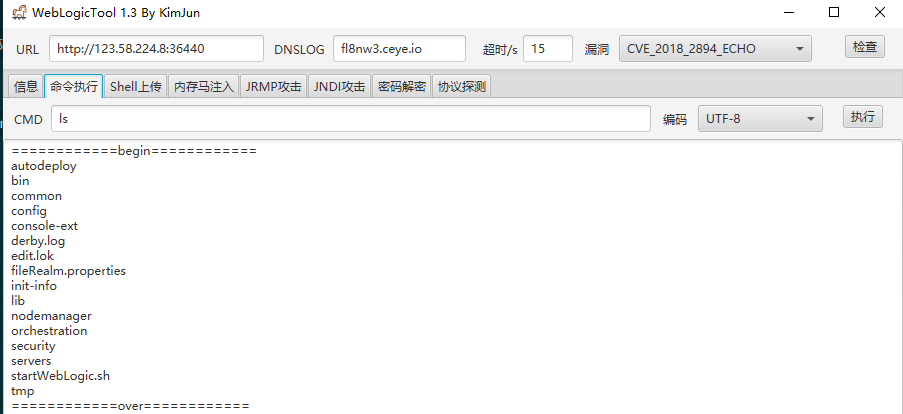 WebLogicTool 1.3 By KimJun
URL http://123.58.224.8:36440 DNSLOG fl8nw3.ceye.io 超时/s 15 漏洞 CVE_2018_2894_ECHO 检查
信息 命令执行 Shell上传 内存马注入 JRMP攻击 JNDI攻击 密码解密 协议探测
CMD ls 编码 UTF-8 执行
============begin============
autodeploy
bin
common
config
console-ext
derby.log
edit.lok
fileRealm.properties
init-info
lib
nodemanager
orchestration
security
servers
startWebLogic.sh
tmp
============over============